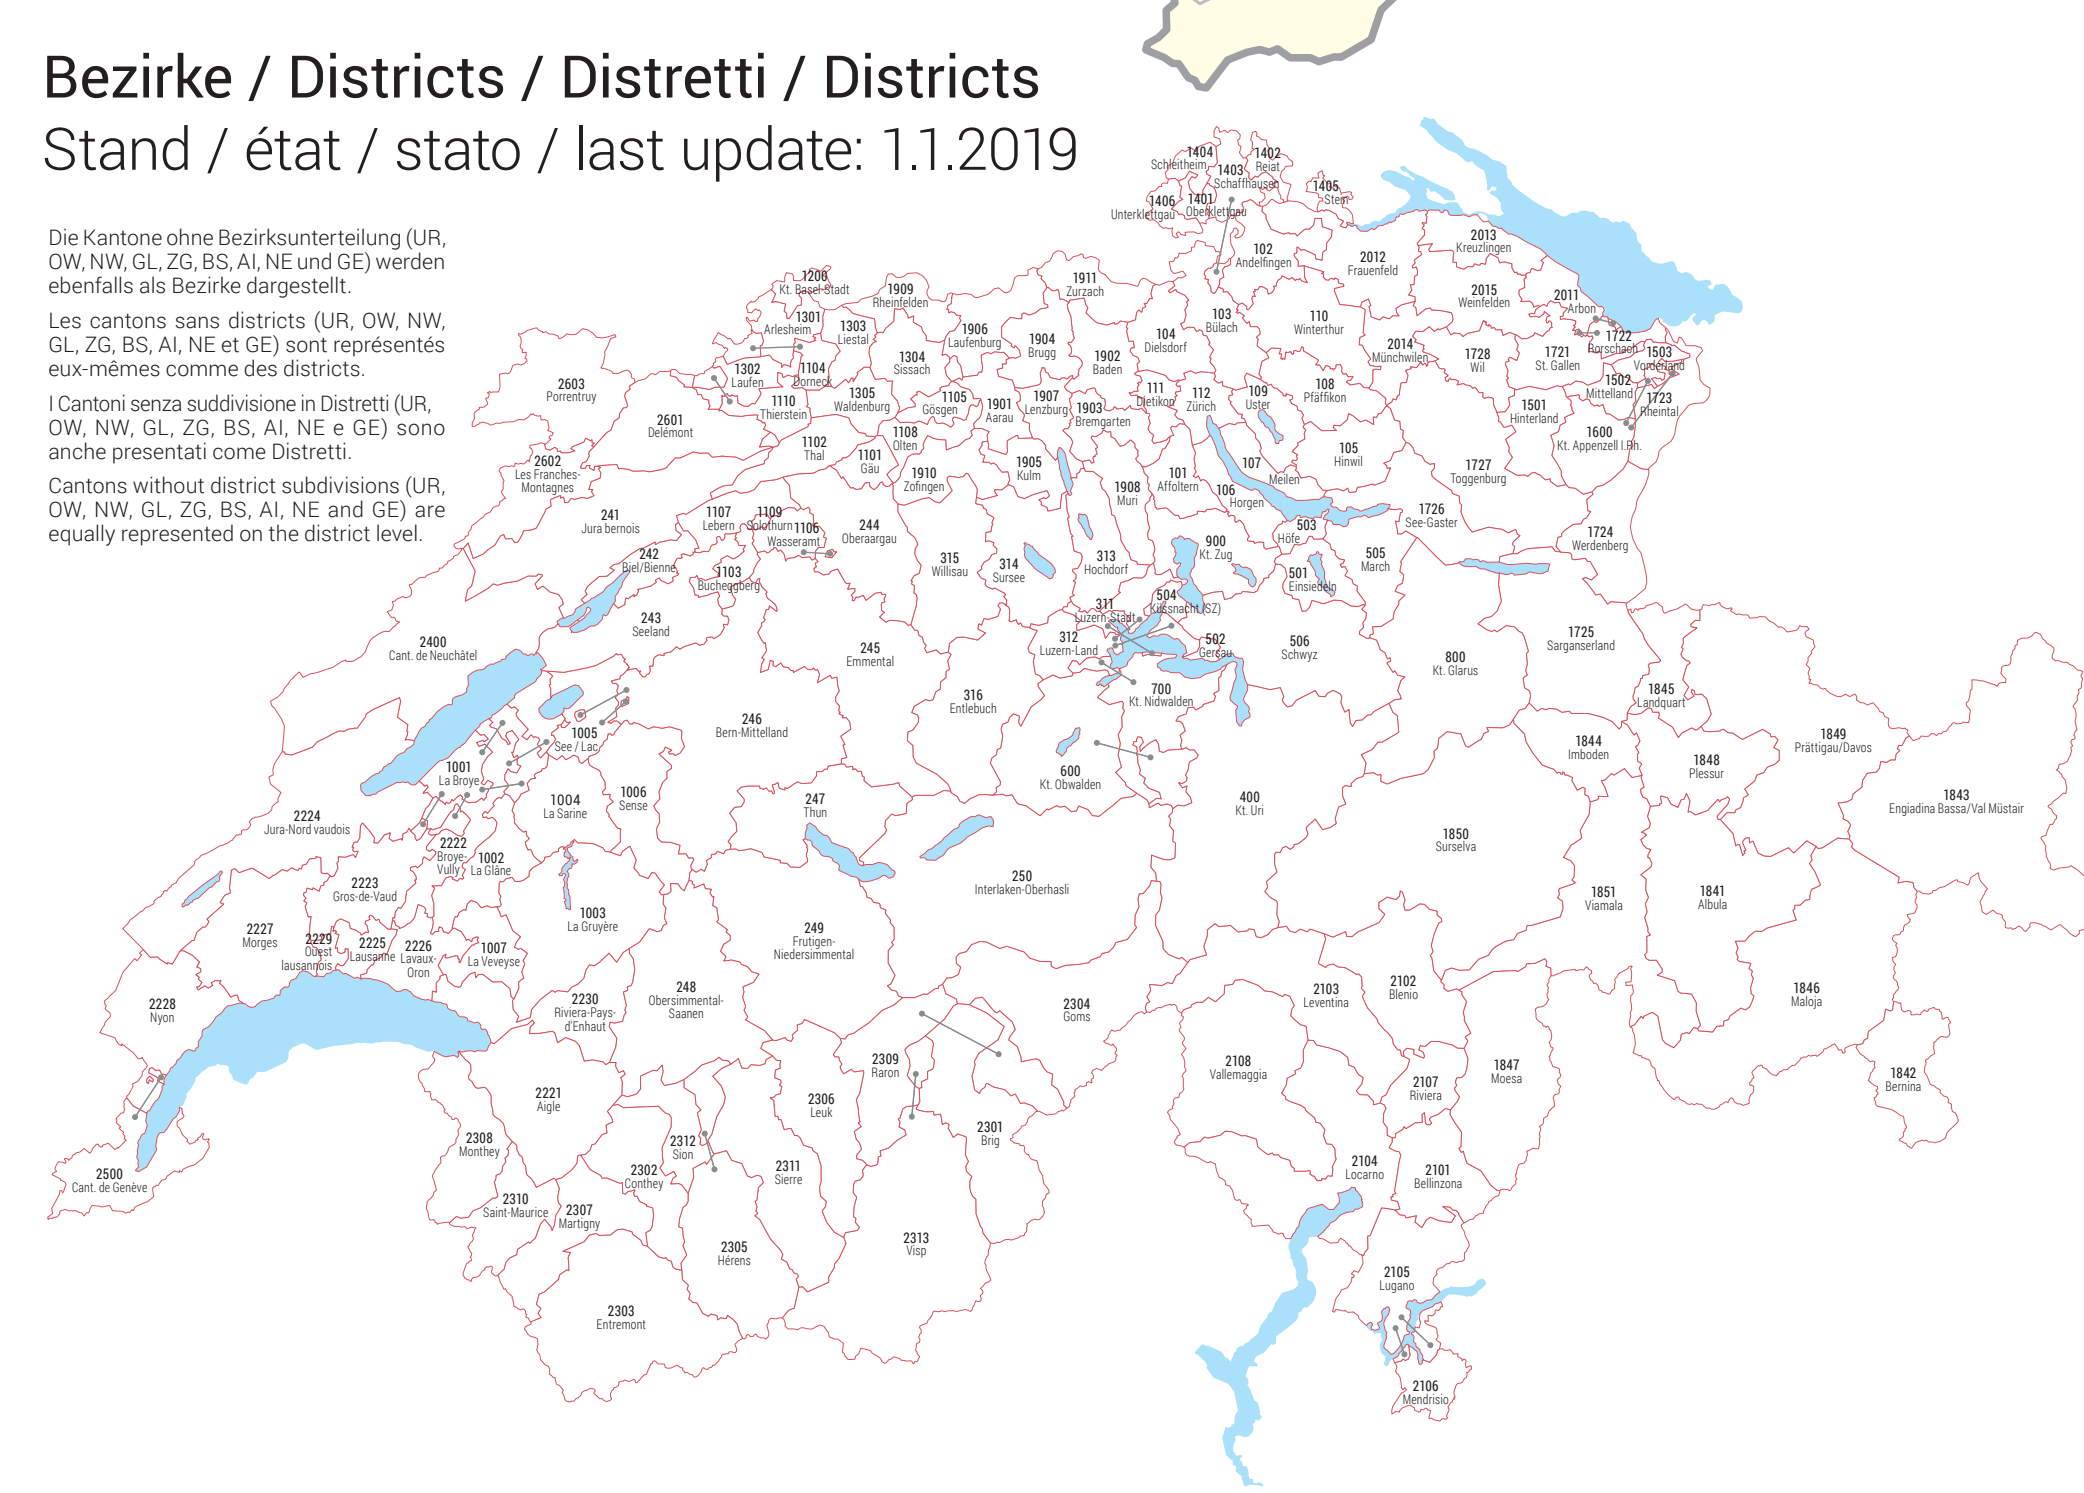 Bezirke / Districts / Distretti / Districts
Stand / état / stato / last update: 1.1.2019
Die Kantone ohne Bezirksunterteilung (UR,
OW, NW, GL, ZG, BS, AI, NE und GE) werden
ebenfalls als Bezirke dargestellt.
Les cantons sans districts (UR, OW, NW,
GL, ZG, BS, AI, NE et GE) sont représentés
eux-mêmes comme des districts.
I Cantoni senza suddivisione in Distretti (UR,
OW, NW, GL, ZG, BS, AI, NE e GE) sono
anche presentati come Distretti.
Cantons without district subdivisions (UR,
OW, NW, GL, ZG, BS, AI, NE and GE) are
equally represented on the district level.
1404
Schleitheim
1402
Reiat
1403
Schaffhausen
1405
Stein
1406
Unterklettgau
1401
Oberklettgau
102
Andelfingen
2012
Frauenfeld
2013
Kreuzlingen
2015
Weinfelden
2011
Arbon
1200
Kt. Basel-Stadt
1909
Rheinfelden
1911
Zurzach
1301
Arlesheim
1303
Liestal
1906
Laufenburg
1904
Brugg
1902
Baden
104
Dielsdorf
103
Bülach
110
Winterthur
2014
Münchwilen
1728
Wil
1721
St. Gallen
1722
Rorschach
1503
Vorderland
1502
Mittelland
1723
Rheintal
1501
Hinterland
1600
Kt. Appenzell I.Rh.
1302
Laufen
1104
Dorneck
1304
Sissach
1110
Thierstein
1305
Waldenburg
1105
Gösgen
1901
Aarau
1907
Lenzburg
1903
Bremgarten
111
Dietikon
112
Zürich
109
Uster
108
Pfäffikon
2603
Porrentruy
2601
Delémont
2602
Les Franches-
Montagnes
1102
Thal
1108
Olten
1101
Gäu
1910
Zofingen
1905
Kulm
1908
Muri
101
Affoltern
107
Meilen
106
Horgen
105
Hinwil
1727
Toggenburg
1726
See-Gaster
1724
Werdenberg
241
Jura bernois
1107
Lebern
1109
Solothurn
1106
Wasseramt
244
Oberaargau
242
Biel/Bienne
1103
Bucheggberg
315
Willisau
314
Sursee
313
Hochdorf
900
Kt. Zug
503
Höfe
501
Einsiedeln
505
March
311
Luzern-Stadt
504
Küssnacht (SZ)
312
Luzern-Land
502
Gersau
506
Schwyz
800
Kt. Glarus
1725
Sarganserland
2400
Cant. de Neuchâtel
243
Seeland
245
Emmental
316
Entlebuch
700
Kt. Nidwalden
1845
Landquart
1849
Prättigau/Davos
1844
Imboden
1848
Plessur
1843
Engiadina Bassa/Val Müstair
246
Bern-Mittelland
1005
See / Lac
1001
La Broye
600
Kt. Obwalden
400
Kt. Uri
1850
Surselva
2224
Jura-Nord vaudois
1004
La Sarine
1006
Sense
247
Thun
2222
Broye-
Vully
1002
La Glâne
2223
Gros-de-Vaud
250
Interlaken-Oberhasli
1851
Viamala
1841
Albula
2227
Morges
2229
Ouest
lausannois
2225
Lausanne
2226
Lavaux-
Oron
1007
La Veveyse
1003
La Gruyère
249
Frutigen-
Niedersimmental
2228
Nyon
2230
Riviera-Pays-
d'Enhaut
248
Obersimmental-
Saanen
2304
Goms
2103
Leventina
2102
Blenio
1846
Maloja
2221
Aigle
2309
Raron
2108
Vallemaggia
2107
Riviera
1847
Moesa
1842
Bernina
2306
Leuk
2301
Brig
2308
Monthey
2312
Sion
2302
Conthey
2311
Sierre
2104
Locarno
2101
Bellinzona
2500
Cant. de Genève
2310
Saint-Maurice
2307
Martigny
2305
Hérens
2313
Visp
2105
Lugano
2303
Entremont
2106
Mendrisio